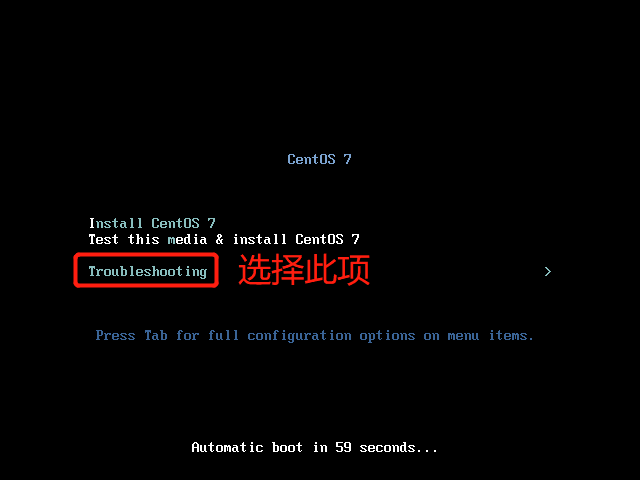 CentOS 7
Install CentOS 7
Test this media & install CentOS 7
Troubleshooting 选择此项 >
Press Tab for full configuration options on menu items.
Automatic boot in 59 seconds...